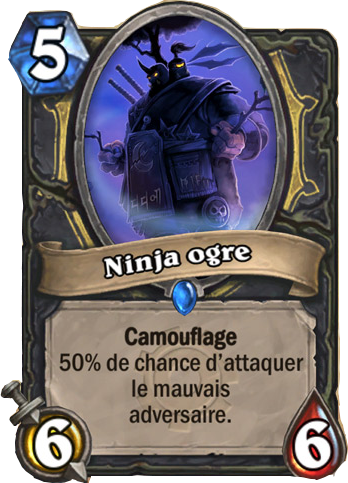 5
Ninja ogre
Camouflage
50% de chance d’attaquer
le mauvais
adversaire.
6
6